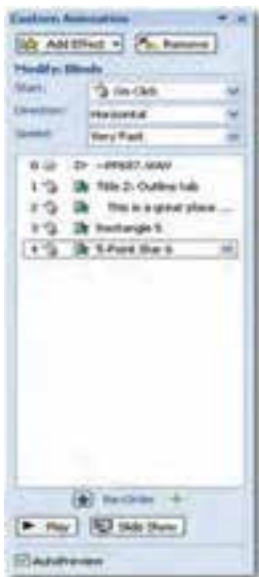 Custom Animation
Add Effect Remove
Modify: Blinds
Start: On Click
Direction: Horizontal
Speed: Very Fast
0
1 Title 2: Outline tab
2 This is a great place ...
3 Rectangle 5
4 5-Point Star 6
Re-Order
Play Slide Show
AutoPreview